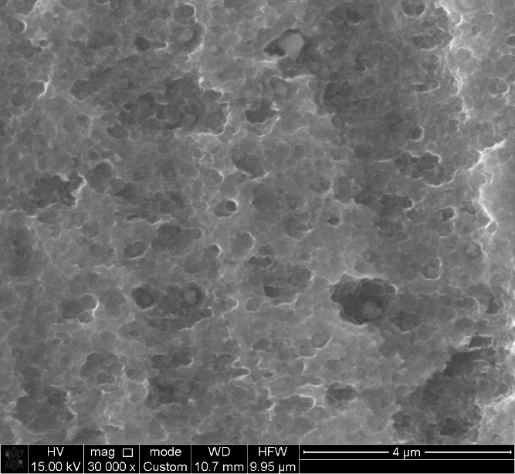 HV mag □ mode WD HFW 4 µm
15.00 kV 30 000 x Custom 10.7 mm 9.95 µm